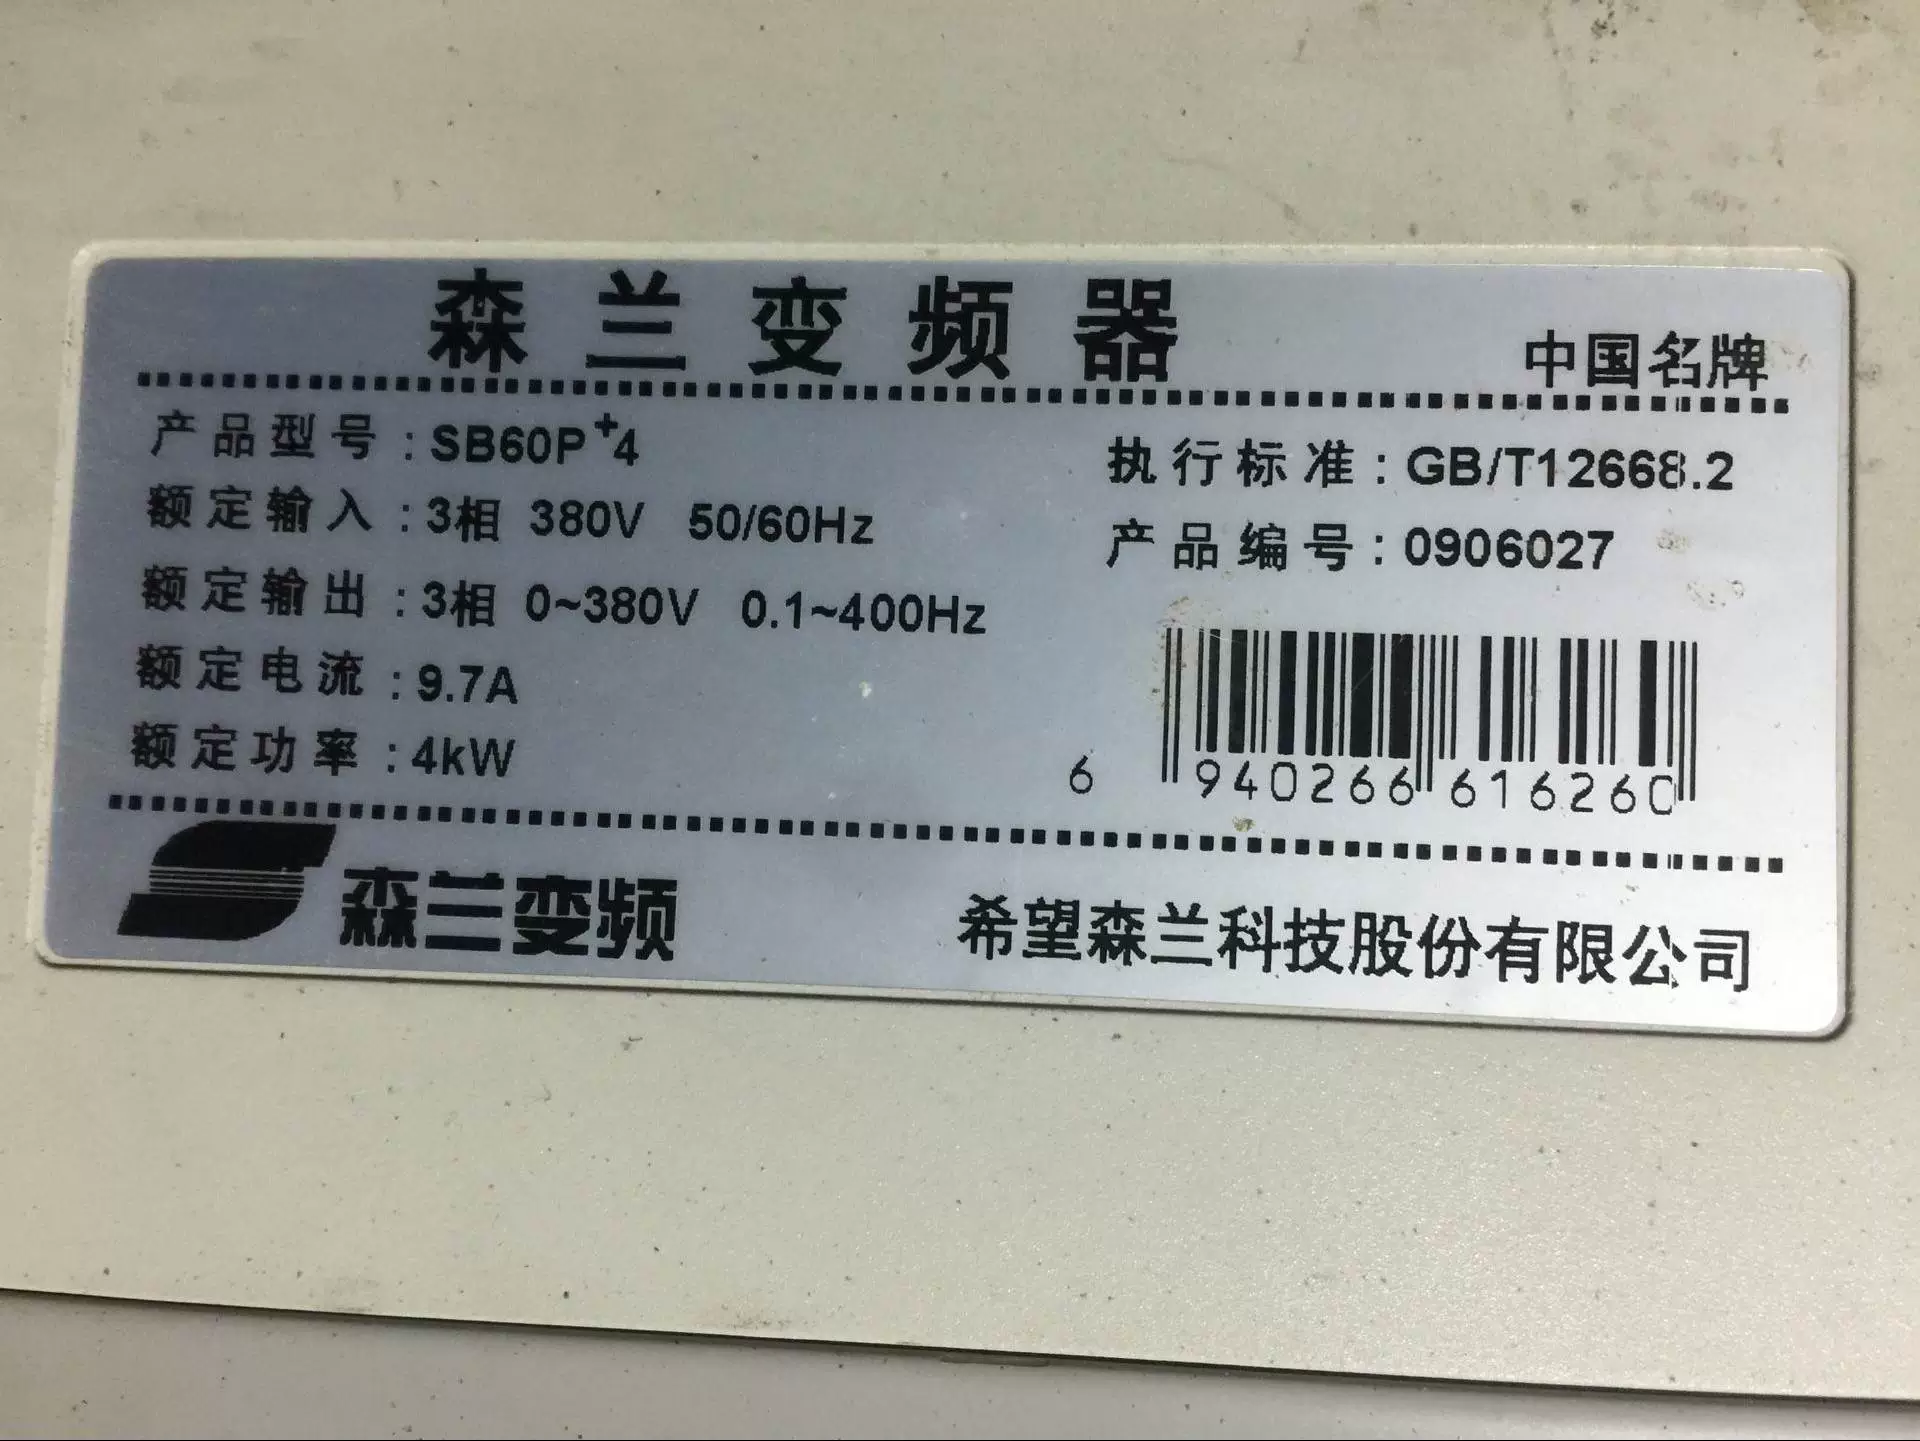 森兰变频器
中国名牌
产品型号:SB60P+4
执行标准:GB/T12668.2
额定输入:3相 380V 50/60Hz
产品编号:0906027
额定输出:3相 0~380V 0.1~400Hz
额定电流:9.7A
额定功率:4kW
6 940266 616260
森兰变频
希望森兰科技股份有限公司